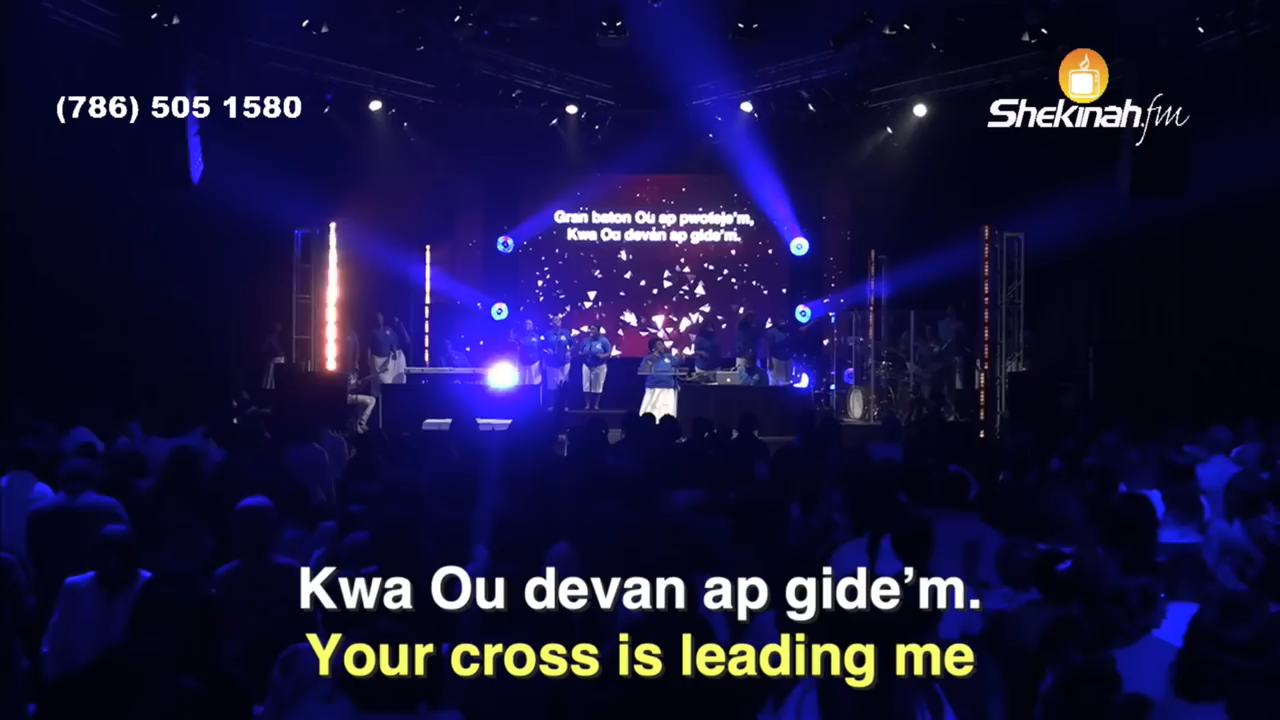 (786) 505 1580
Shekinah.fm
Gran baton Ou ap pwoteje'm,
Kwa Ou devan ap gide'm.
Kwa Ou devan ap gide’m.
Your cross is leading me